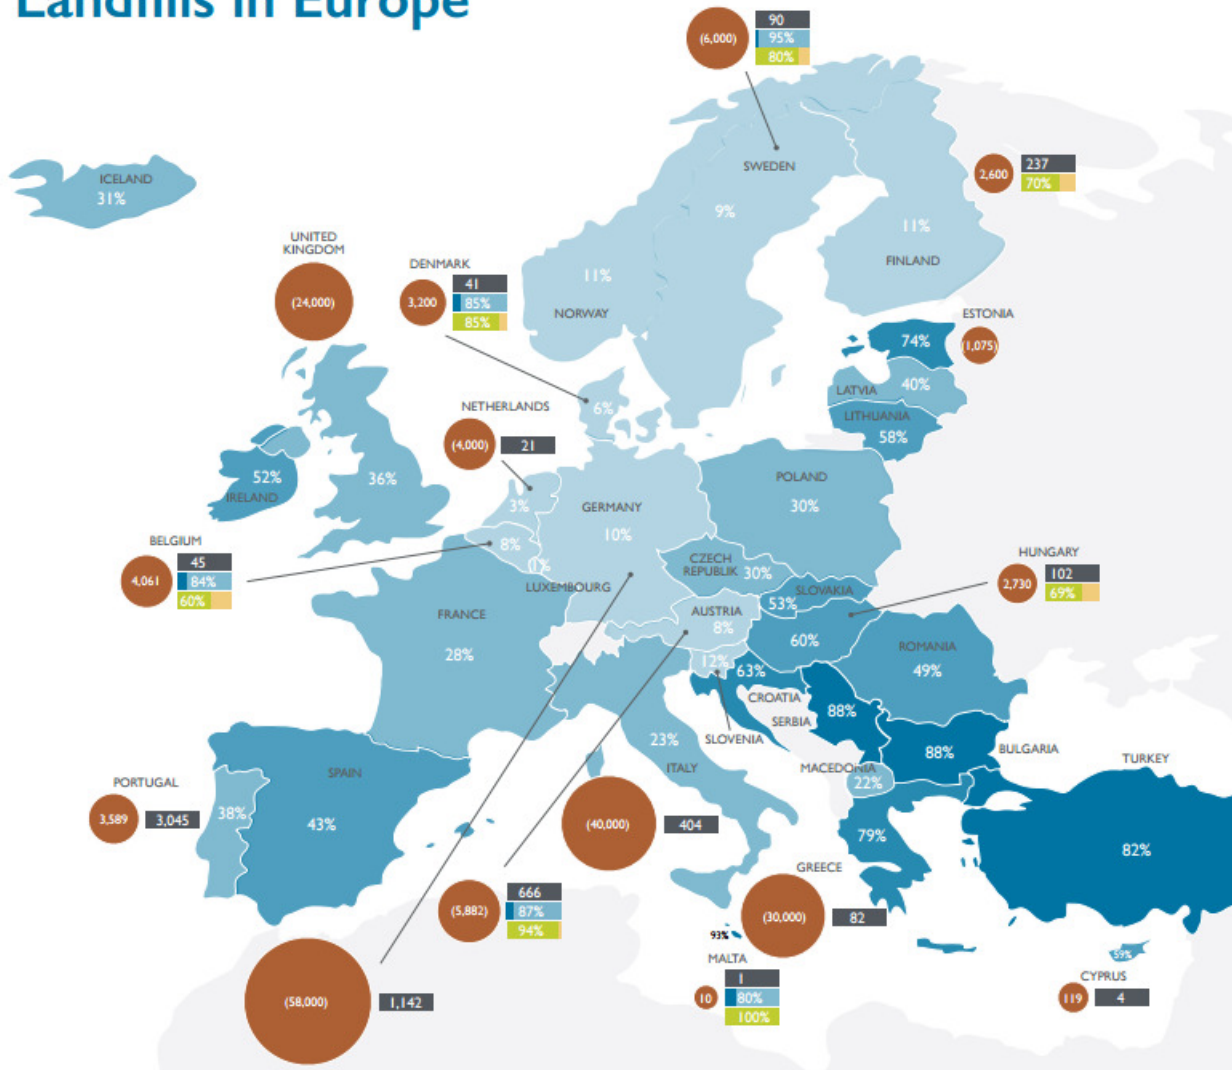 Landfills in Europe
90
(6,000)
95%
80%
SWEDEN
9%
237
2,600
70%
ICELAND
31%
11%
FINLAND
UNITED
KINGDOM
(24,000)
DENMARK
41
3,200
85%
85%
11%
NORWAY
ESTONIA
74%
(1,075)
LATVIA
40%
LITHUANIA
58%
6%
NETHERLANDS
(4,000)
21
3%
52%
IRELAND
36%
POLAND
30%
GERMANY
10%
BELGIUM
45
4,061
84%
60%
8%
(1%
LUXEMBOURG
CZECH
REPUBLIK
30%
HUNGARY
102
2,730
69%
SLOVAKIA
53%
FRANCE
28%
AUSTRIA
8%
60%
ROMANIA
49%
12%
63%
CROATIA
SERBIA
88%
SLOVENIA
88%
BULGARIA
23%
ITALY
MACEDONIA
22%
TURKEY
82%
SPAIN
43%
PORTUGAL
3,589
3,045
38%
(40,000)
404
79%
GREECE
(30,000)
82
666
(5,882)
87%
94%
93%
MALTA
1
10
80%
100%
59%
CYPRUS
119
4
(58,000)
1,142